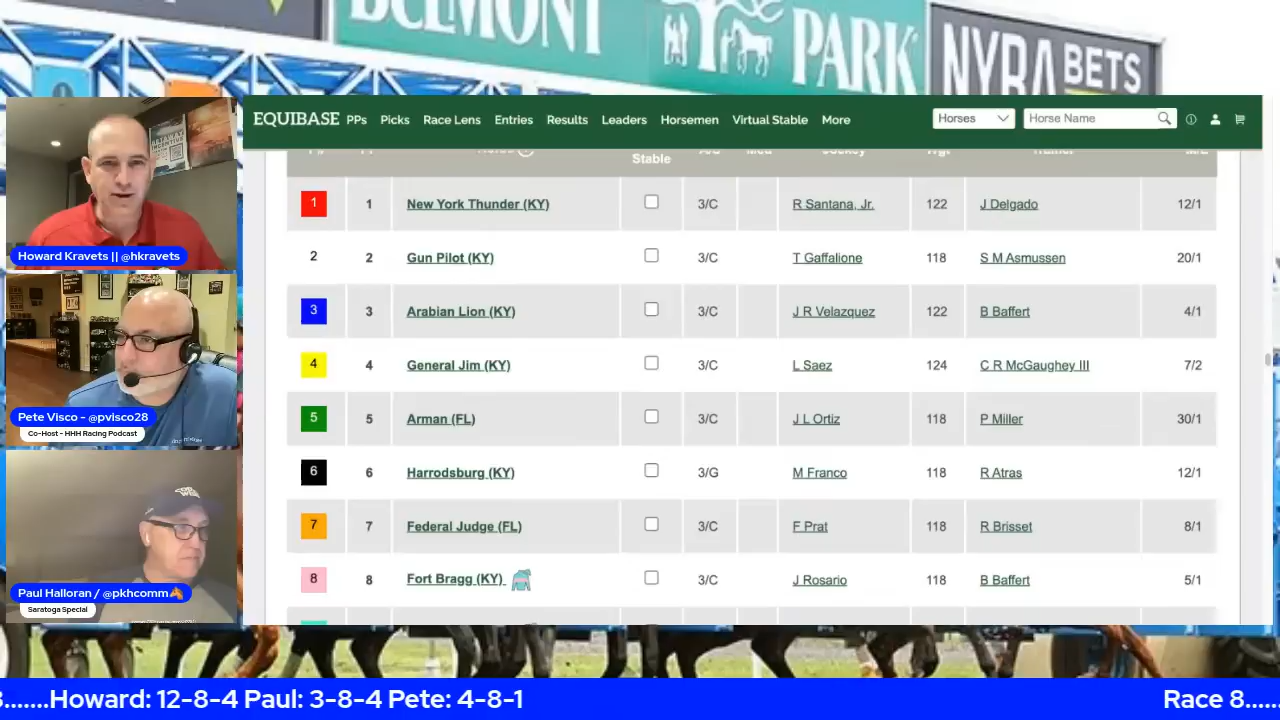 BELMONT PARK
NYRA BETS
EQUIBASE PPs Picks Race Lens Entries Results Leaders Horsemen Virtual Stable More Horses Horse Name
Stable
1 1 New York Thunder (KY) 3/C R Santana, Jr. 122 J Delgado 12/1
2 2 Gun Pilot (KY) 3/C T Gaffalione 118 S M Asmussen 20/1
3 3 Arabian Lion (KY) 3/C J R Velazquez 122 B Baffert 4/1
4 4 General Jim (KY) 3/C L Saez 124 C R McGaughey III 7/2
5 5 Arman (FL) 3/C J L Ortiz 118 P Miller 30/1
6 6 Harrodsburg (KY) 3/G M Franco 118 R Atras 12/1
7 7 Federal Judge (FL) 3/C F Prat 118 R Brisset 8/1
8 8 Fort Bragg (KY) 3/C J Rosario 118 B Baffert 5/1
Howard Kravets || @hkravets
Pete Visco - @pvisco28
Co-Host - HHH Racing Podcast
Paul Halloran / @pkhcomm🐴
Saratoga Special
3......Howard: 12-8-4 Paul: 3-8-4 Pete: 4-8-1
Race 8.....